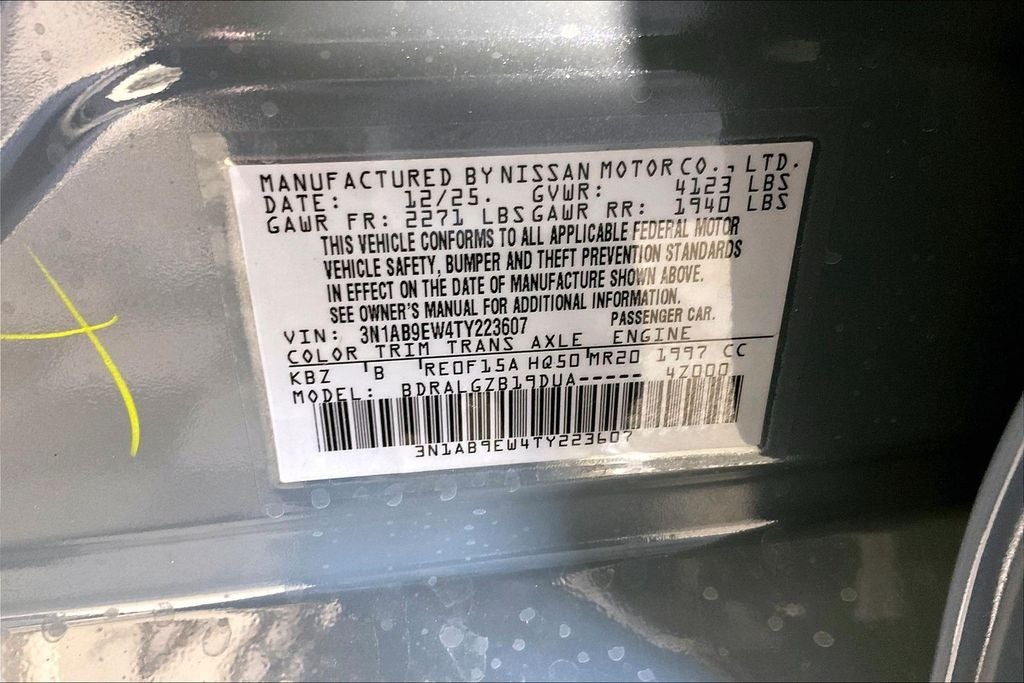 MANUFACTURED BY NISSAN MOTOR CO., LTD.
DATE: 12/25. GVWR: 4123 LBS
GAWR FR: 2271 LBS GAWR RR: 1940 LBS
THIS VEHICLE CONFORMS TO ALL APPLICABLE FEDERAL MOTOR
VEHICLE SAFETY, BUMPER AND THEFT PREVENTION STANDARDS
IN EFFECT ON THE DATE OF MANUFACTURE SHOWN ABOVE.
SEE OWNER'S MANUAL FOR ADDITIONAL INFORMATION.
VIN: 3N1AB9EW4TY223607 PASSENGER CAR.
COLOR TRIM TRANS AXLE ENGINE
KBZ B RE0F15A HQ50 MR20 1997 CC
MODEL: BDRALGZB19DUA----- 4Z000
3N1AB9EW4TY223607